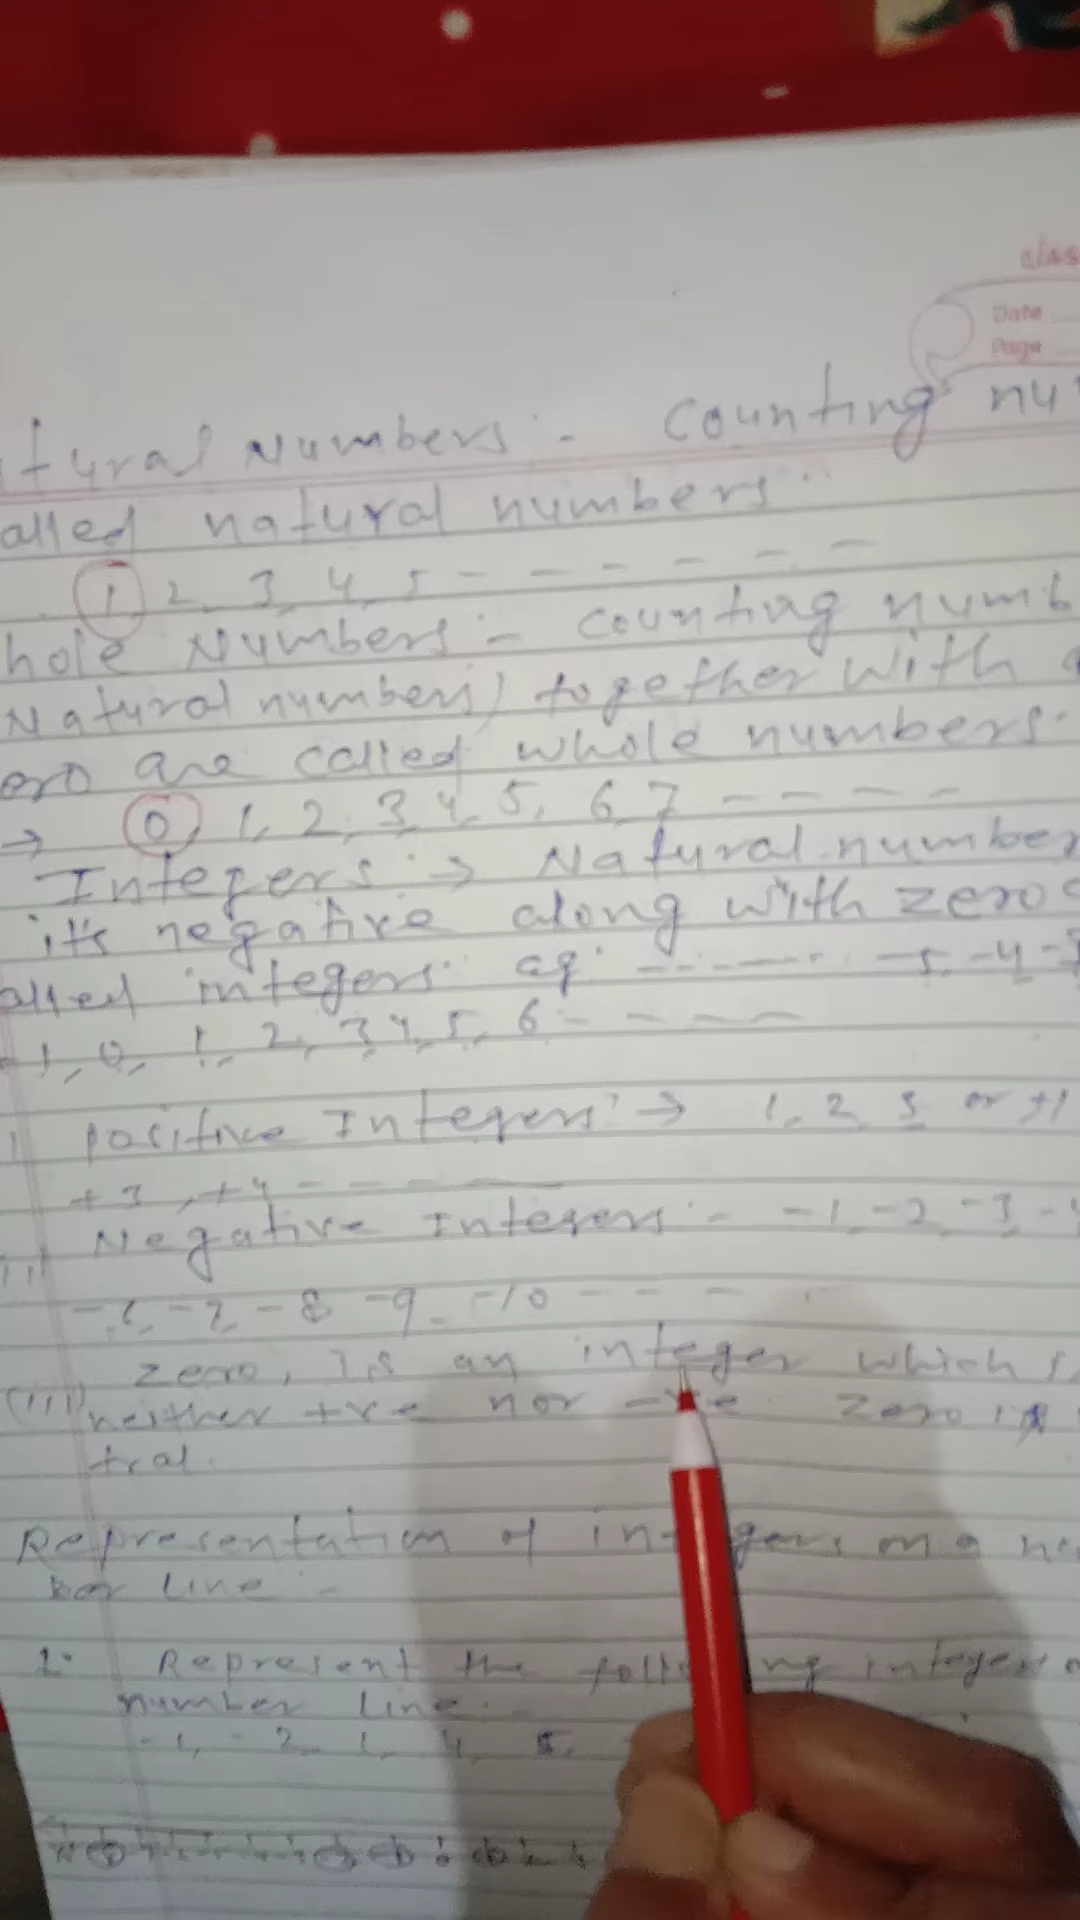 clas
Date
Page
tural Numbers:- Counting nu
alled natural numbers.
1 2, 3, 4, 5 - - - - - -
hole Numbers:- counting numb
Natural numbers) together with
ero are called whole numbers.
→ 0, 1, 2, 3, 4, 5, 6, 7 - - - -
Integers :→ Natural number
it's negative along with zero
alled integers. eg. ------- -5, -4 -3
-1, 0, 1, 2, 3, 4, 5, 6 - - - -
Positive Integers :→ 1, 2, 3 or +1
+3, +4 - - - -
Negative Integers :- -1, -2, -3, -4
-6, -7, -8 -9, -10 - - - -
Zero, is an integer which is
(iii) neither +ve nor -ve. Zero is
tral.
Representation of integers on a nu
ber line :-
1. Represent the following integers
number line.
-1, -2, 1, 4, 5,